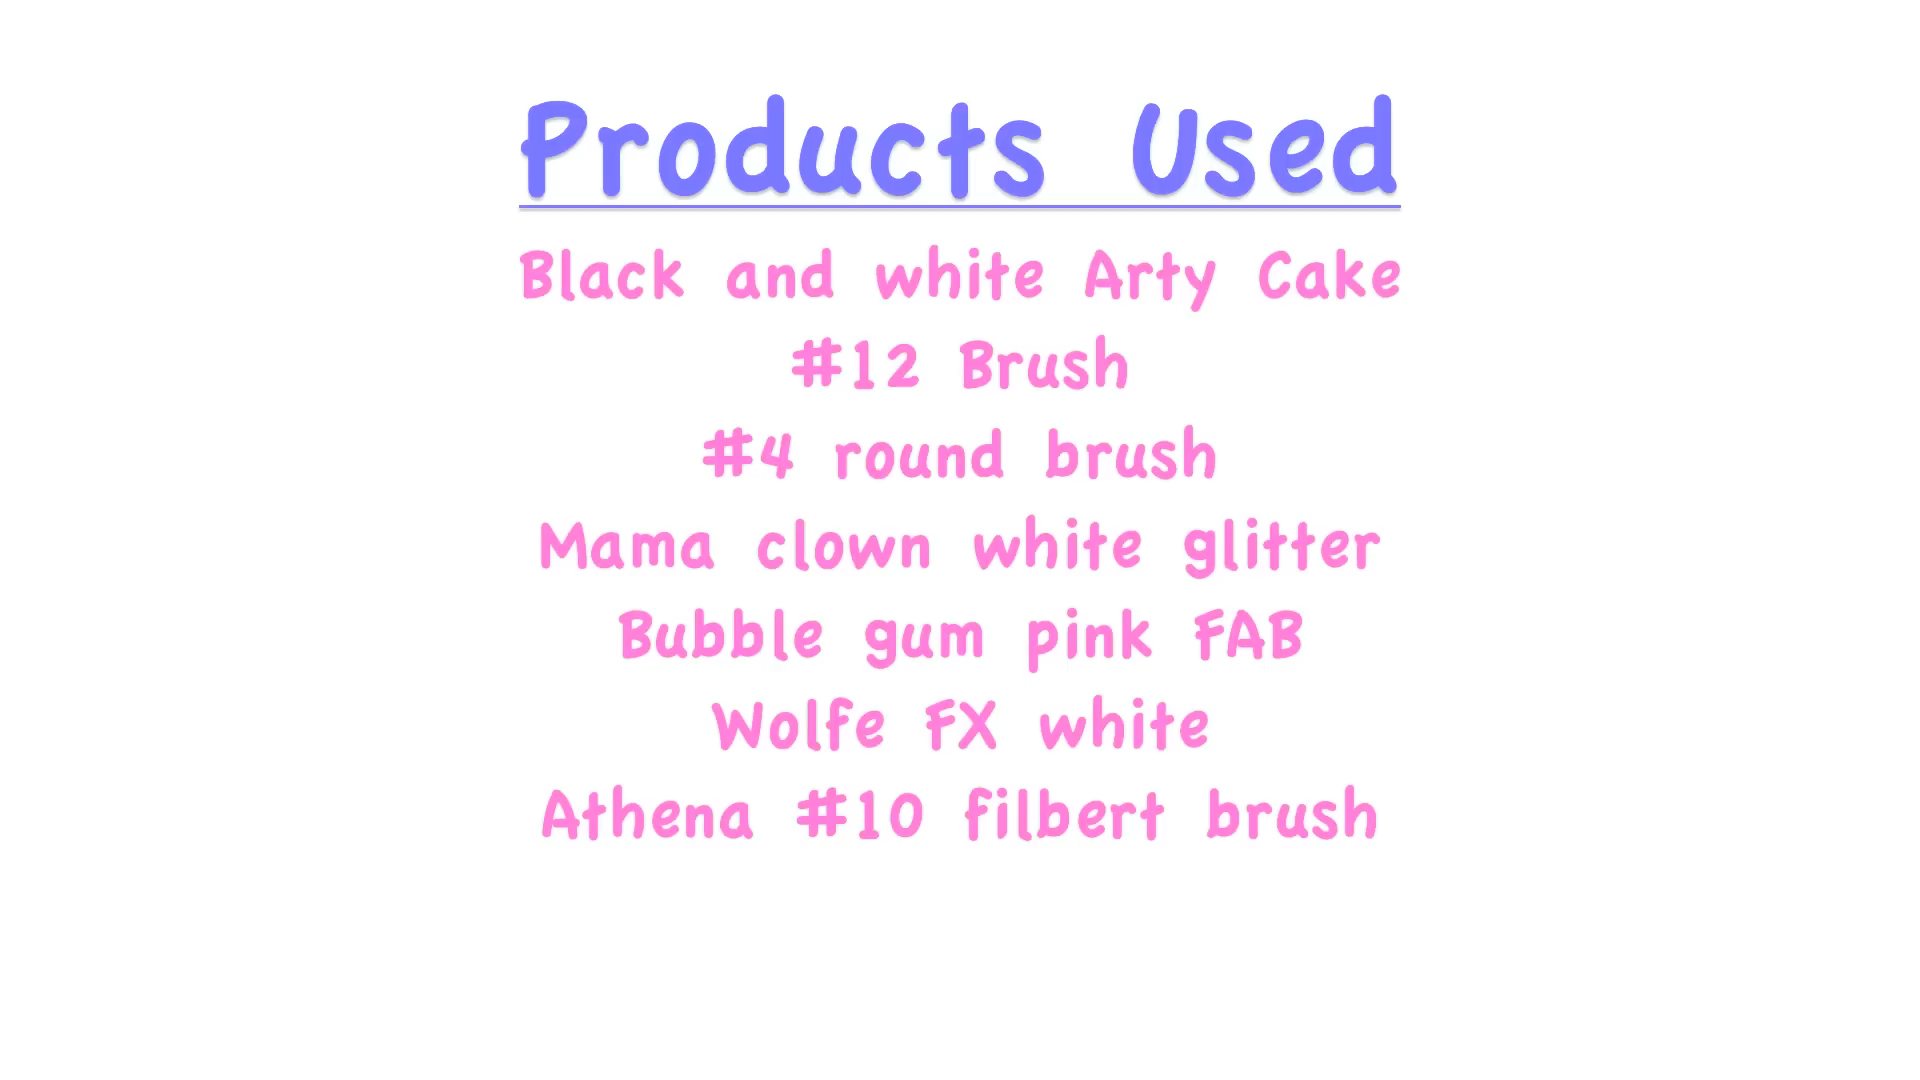 Products Used
Black and white Arty Cake
#12 Brush
#4 round brush
Mama clown white glitter
Bubble gum pink FAB
Wolfe FX white
Athena #10 filbert brush